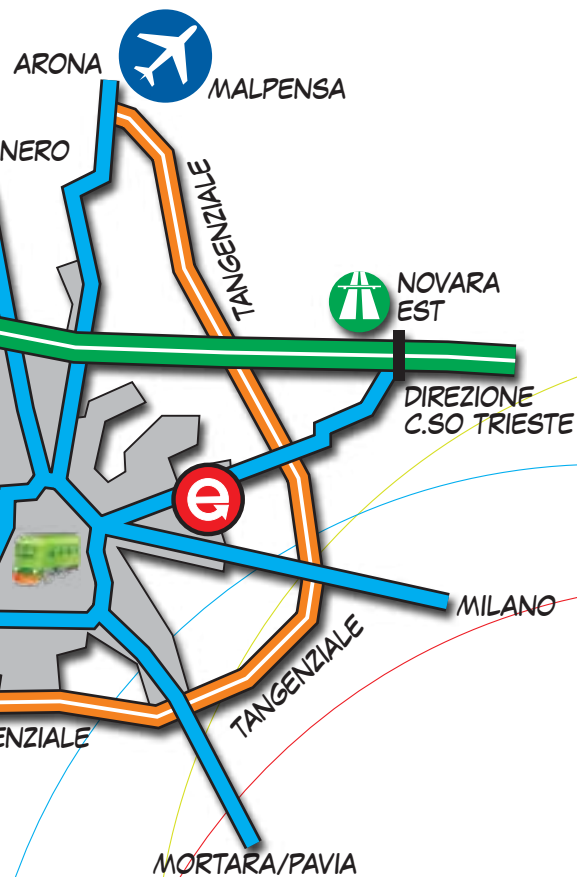 ARONA
MALPENSA
NERO
TANGENZIALE
NOVARA
EST
DIREZIONE
C.SO TRIESTE
e
MILANO
TANGENZIALE
ENZIALE
MORTARA/PAVIA